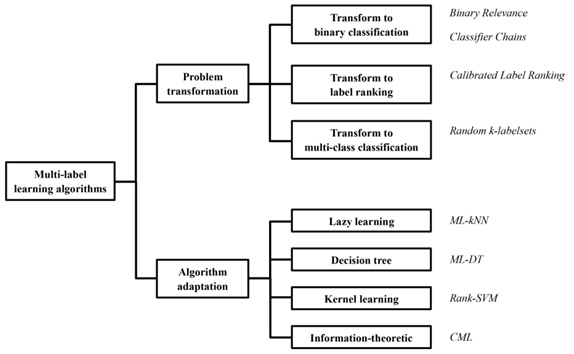 Transform to
binary classification
Binary Relevance
Classifier Chains
Problem
transformation
Transform to
label ranking
Calibrated Label Ranking
Transform to
multi-class classification
Random k-labelsets
Multi-label
learning algorithms
Lazy learning
ML-kNN
Algorithm
adaptation
Decision tree
ML-DT
Kernel learning
Rank-SVM
Information-theoretic
CML